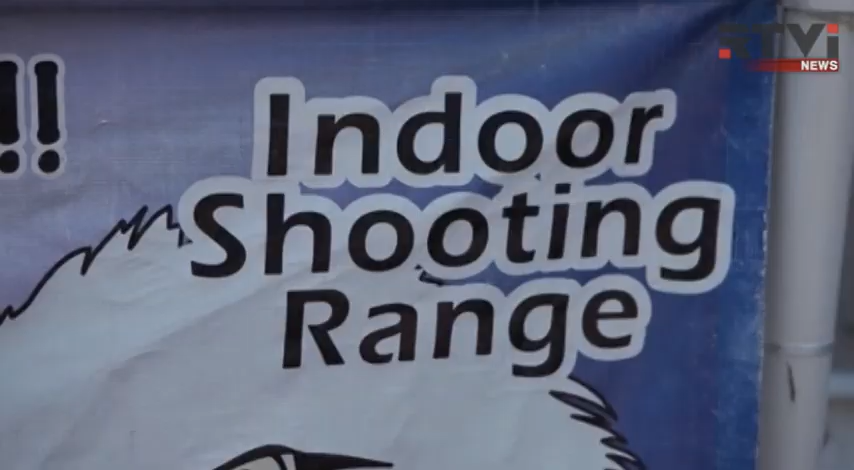 RTVi
NEWS
!!
Indoor
Shooting
Range